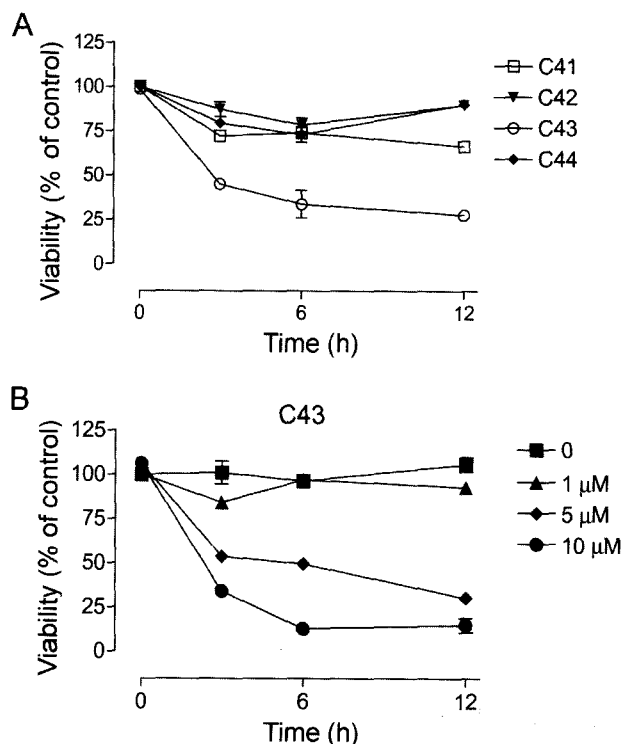 A
125
100
75
50
25
0
Viability (% of control)
0
6
12
Time (h)
C41
C42
C43
C44
B
C43
125
100
75
50
25
0
Viability (% of control)
0
6
12
Time (h)
0
1 μM
5 μM
10 μM